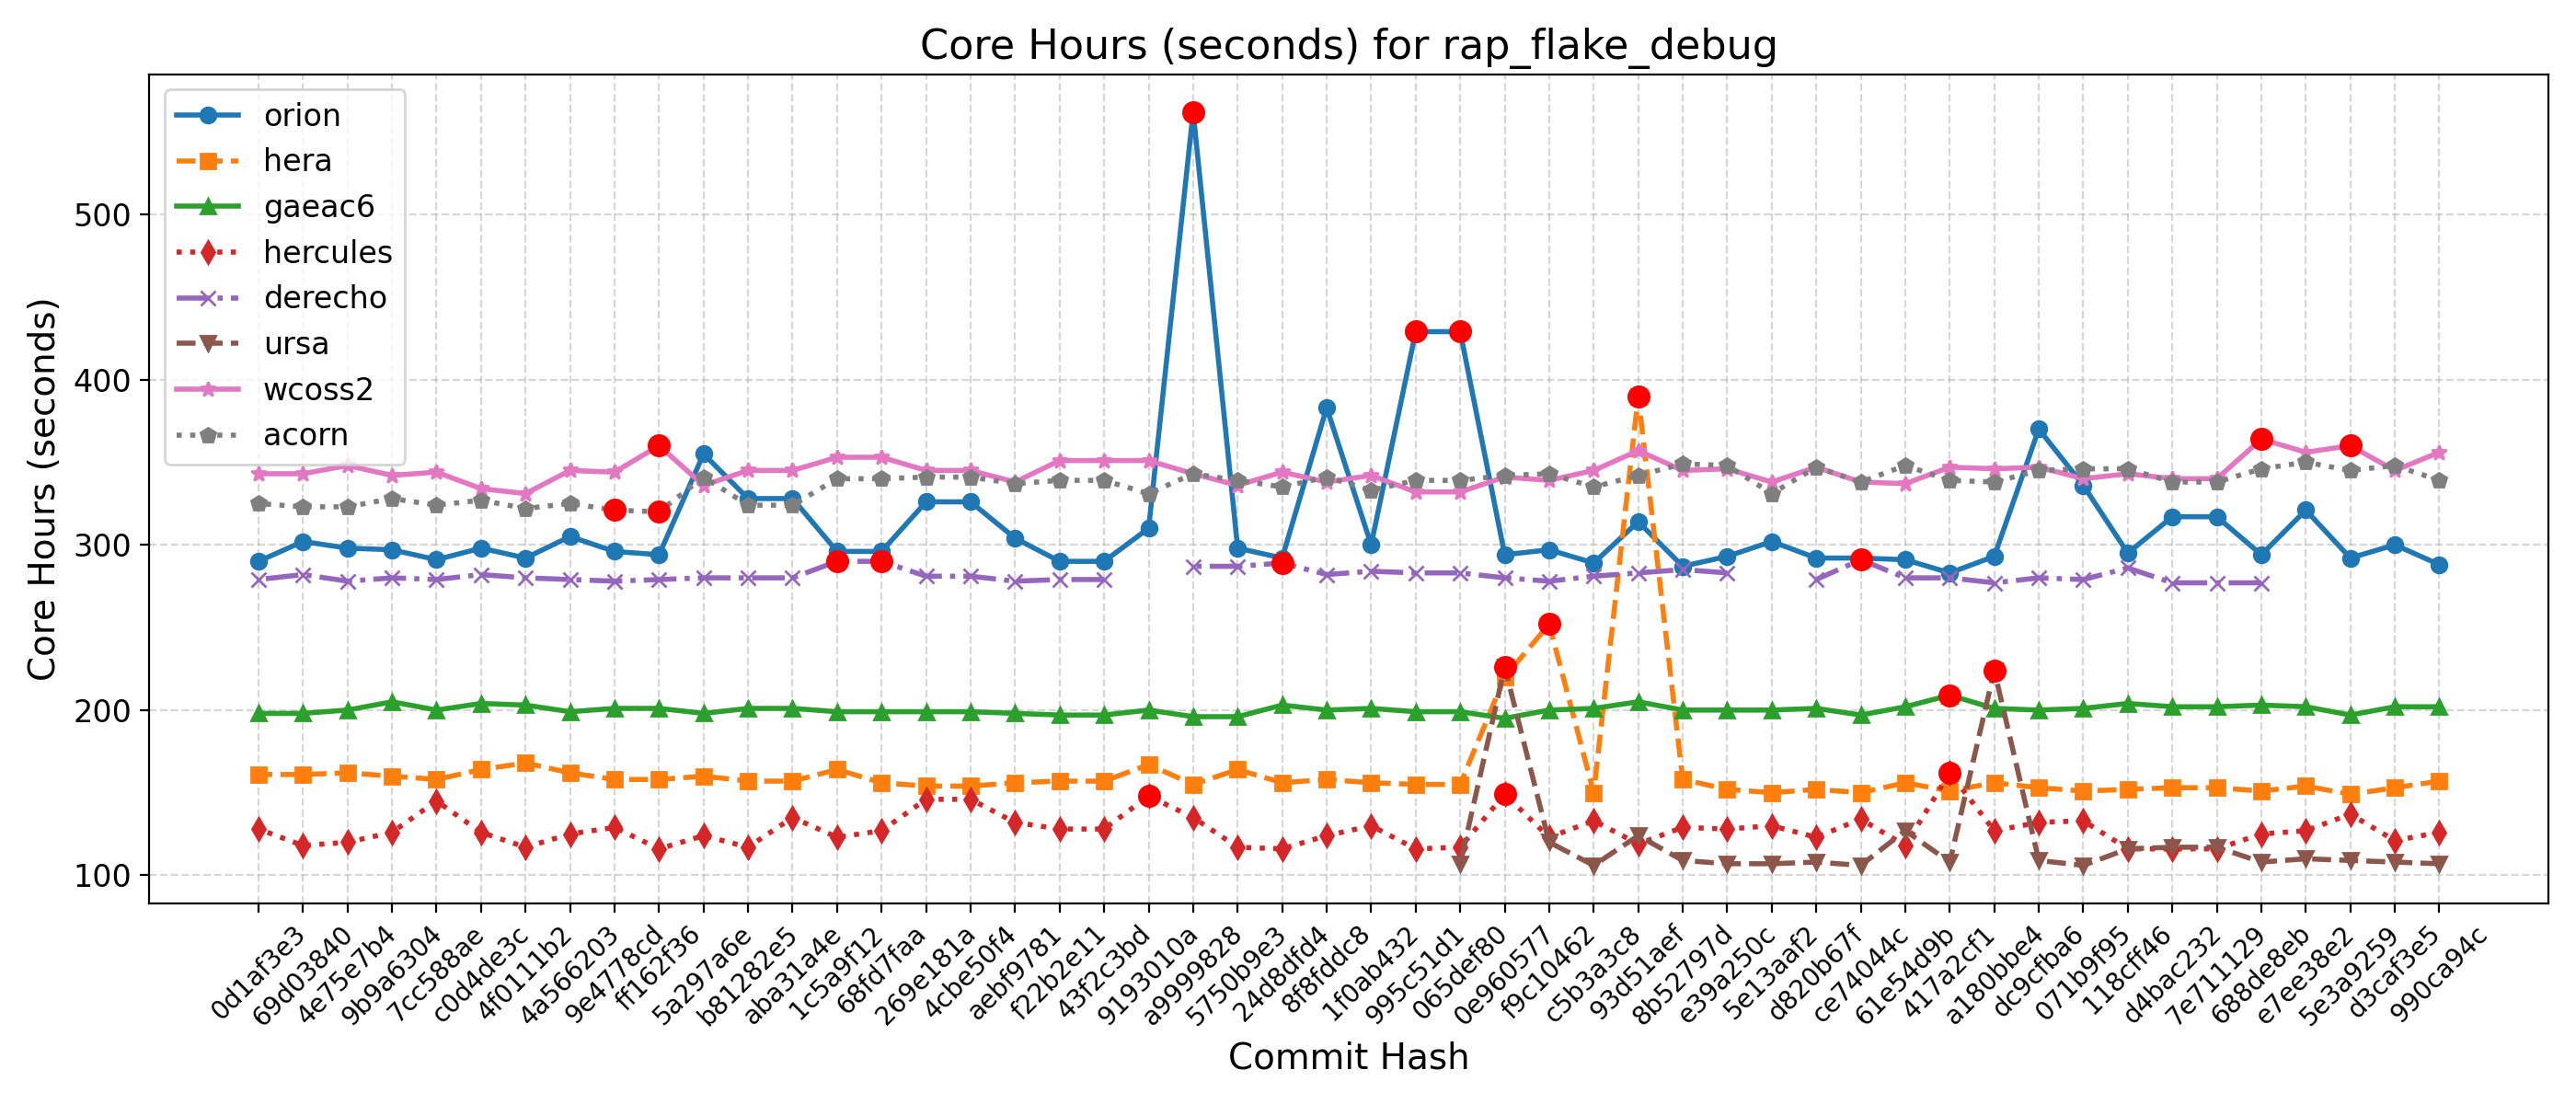 Core Hours (seconds) for rap_flake_debug
Core Hours (seconds)
500
400
300
200
100
orion
hera
gaeac6
hercules
derecho
ursa
wcoss2
acorn
0d1af3e3
69d03840
4e75e7b4
9b9a6304
7cc588ae
c0d4de3c
4f0111b2
4a566203
9e4778cd
ff162f36
5a297a6e
b81282e5
aba31a4e
1c5a9f12
68fd7faa
269e181a
4cbe50f4
aebf9781
f22b2e11
43f2c3bd
9193010a
a9999828
5750b9e3
24d8dfd4
8f8fddc8
1f0ab432
995c51d1
065def80
0e960577
f9c10462
c5b3a3c8
93d51aef
8b52797d
e39a250c
5e13aaf2
d820b67f
ce74044c
61e54d9b
417a2cf1
a180bbe4
dc9cfba6
071b9f95
118cff46
d4bac232
7e711129
688de8eb
e7ee38e2
5e3a9259
d3caf3e5
990ca94c
Commit Hash